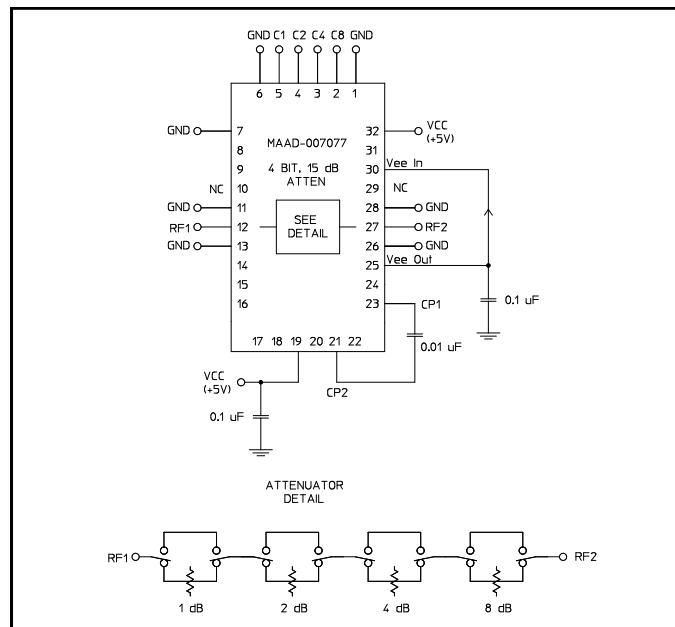 GND C1 C2 C4 C8 GND
6 5 4 3 2 1
GND 7 32 VCC
(+5V)
MAAD-007077
8 31
9 30 Vee In
4 BIT, 15 dB
ATTEN
NC 10 29 NC
GND 11 28 GND
RF1 12 27 RF2
SEE
DETAIL
GND 13 26 GND
14 25 Vee Out
15 24
16 23 CP1
0.1 uF
0.01 uF
17 18 19 20 21 22
VCC
(+5V)
CP2
0.1 uF
ATTENUATOR
DETAIL
RF1 RF2
1 dB 2 dB 4 dB 8 dB